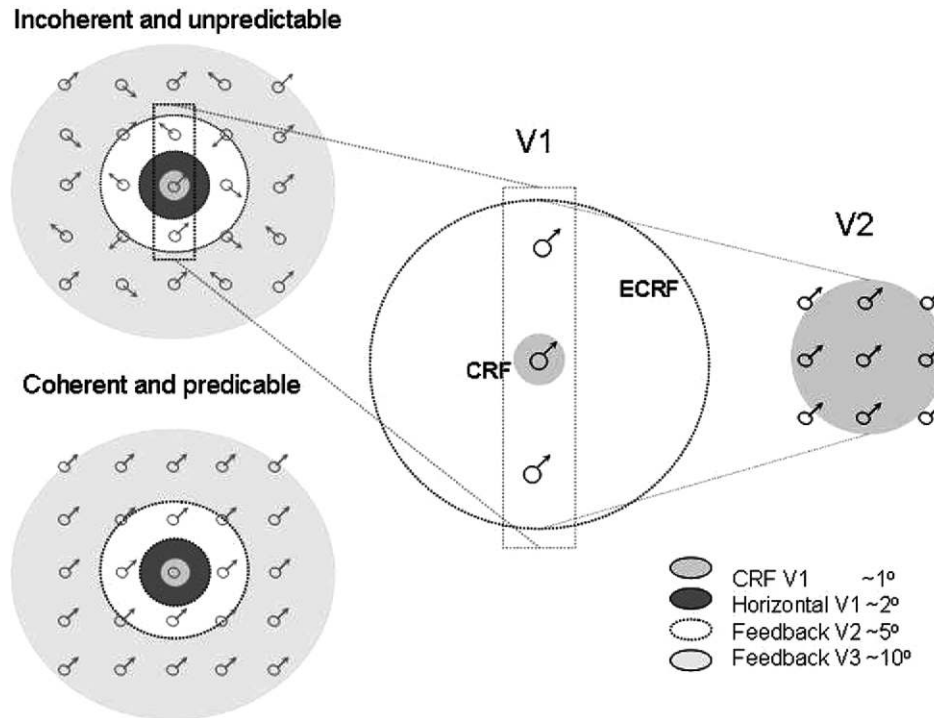 Incoherent and unpredictable
V1
V2
ECRF
CRF
Coherent and predicable
CRF V1 ~1º
Horizontal V1 ~2º
Feedback V2 ~5º
Feedback V3 ~10º